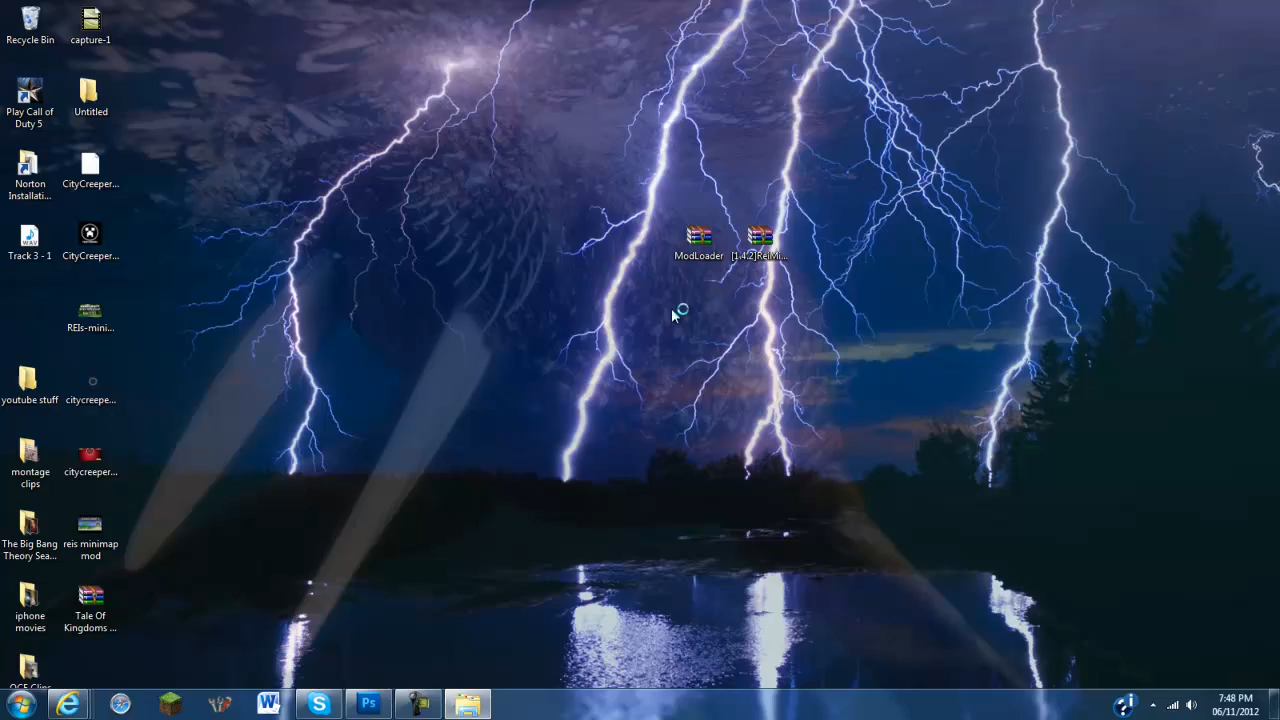 Recycle Bin
capture-1
Play Call of
Duty 5
Untitled
Norton
Installati...
CityCreeper...
WAV
Track 3 - 1
CityCreeper...
ModLoader
[1.4.2]ReiMi...
REIs-mini...
youtube stuff
citycreepe...
montage
clips
citycreeper...
The Big Bang
Theory Sea...
reis minimap
mod
iphone
movies
Tale Of
Kingdoms ...
W
S
Ps
7:48 PM
06/11/2012